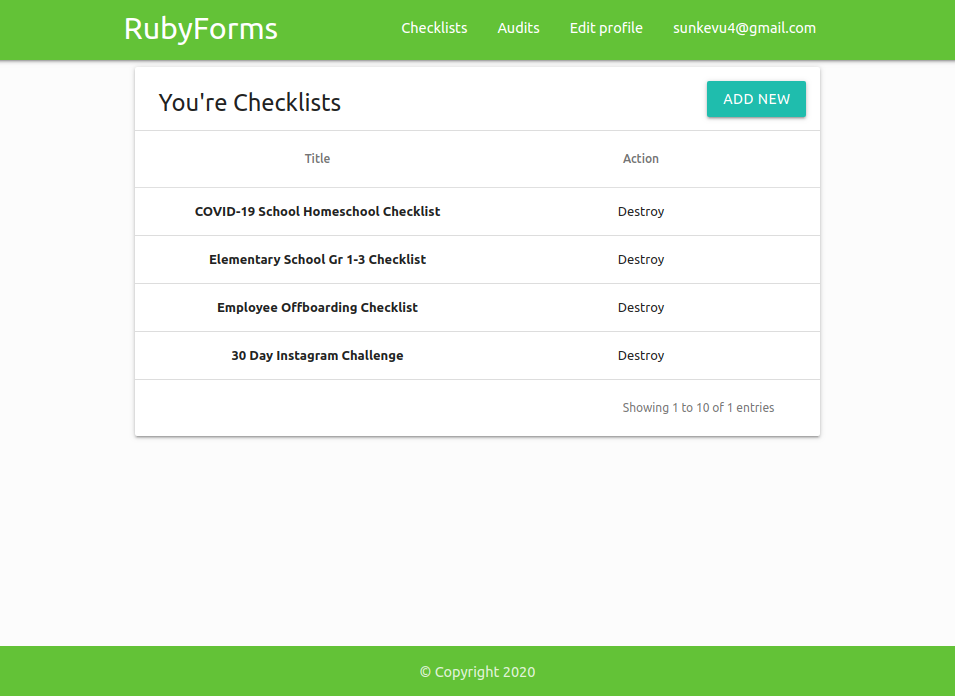 RubyForms Checklists Audits Edit profile sunkevu4@gmail.com
You're Checklists ADD NEW
Title Action
COVID-19 School Homeschool Checklist Destroy
Elementary School Gr 1-3 Checklist Destroy
Employee Offboarding Checklist Destroy
30 Day Instagram Challenge Destroy
Showing 1 to 10 of 1 entries
© Copyright 2020